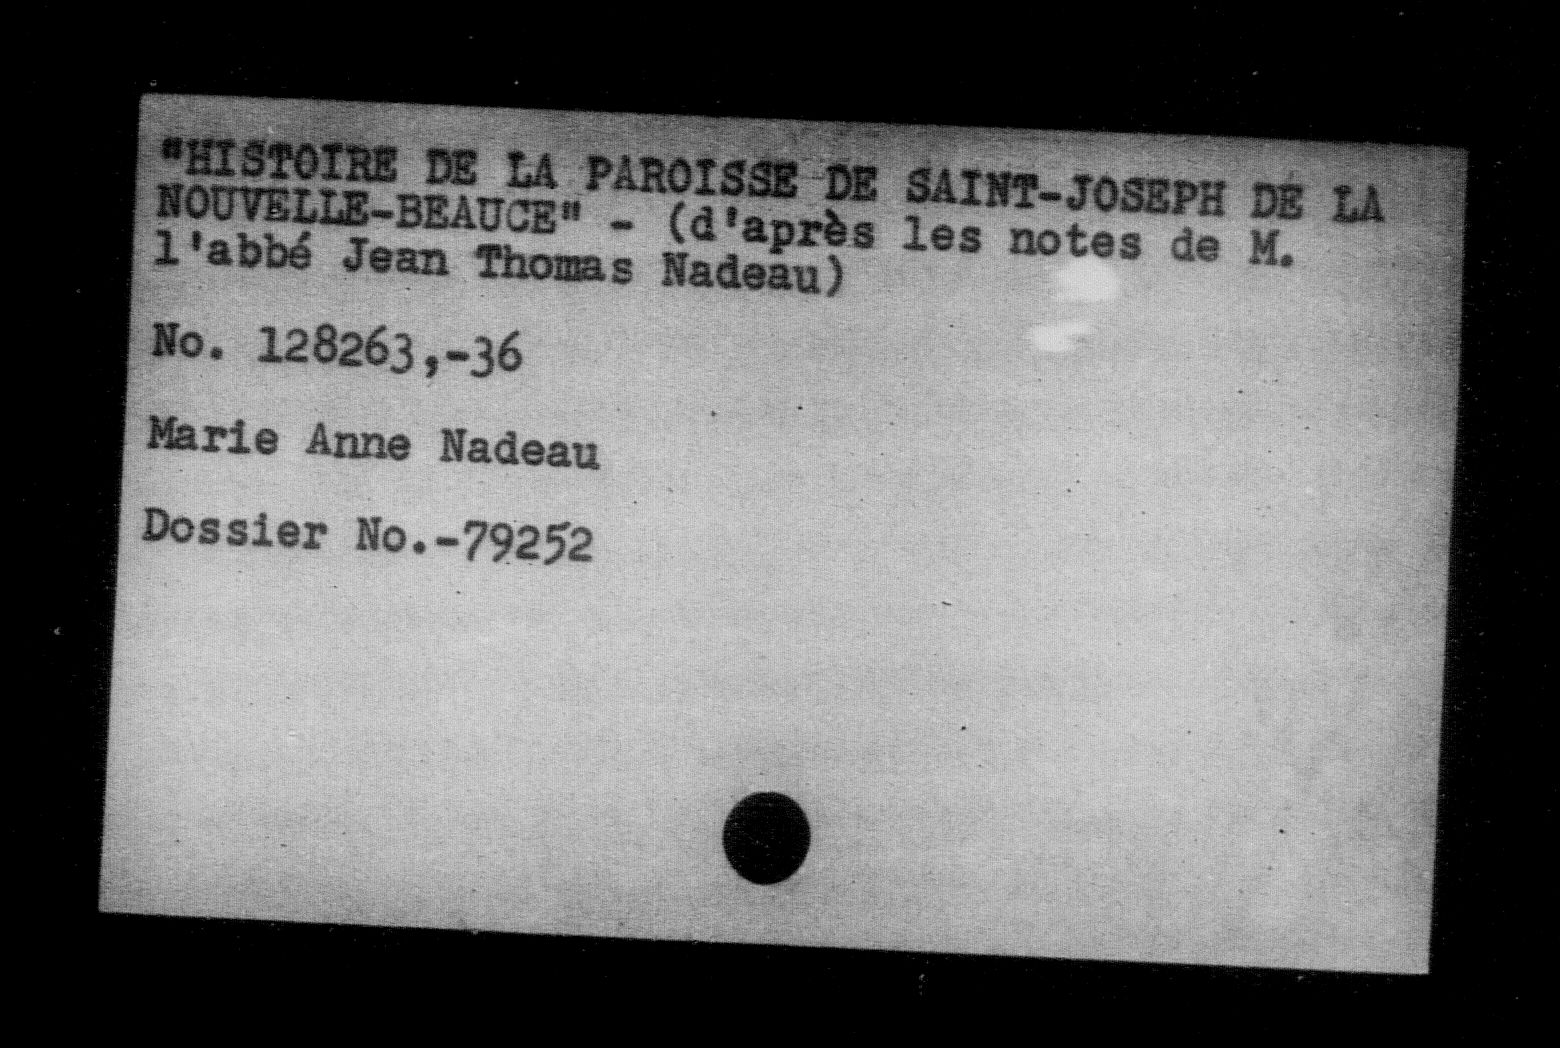 "HISTOIRE DE LA PAROISSE DE SAINT-JOSEPH DE LA
NOUVELLE-BEAUCE" - (d'après les notes de M.
l'abbé Jean Thomas Nadeau)
No. 128263,-36
Marie Anne Nadeau
Dossier No.-79252